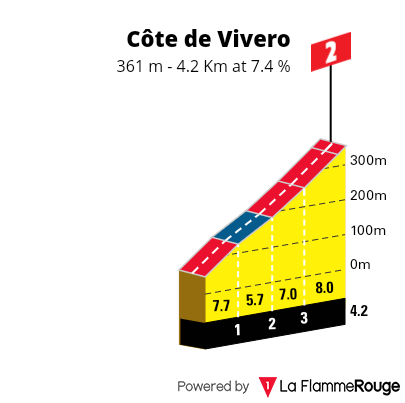 Côte de Vivero
361 m - 4.2 Km at 7.4 %
2
300m
200m
100m
0m
7.7 5.7 7.0 8.0
1 2 3 4.2
Powered by 1 La FlammeRouge